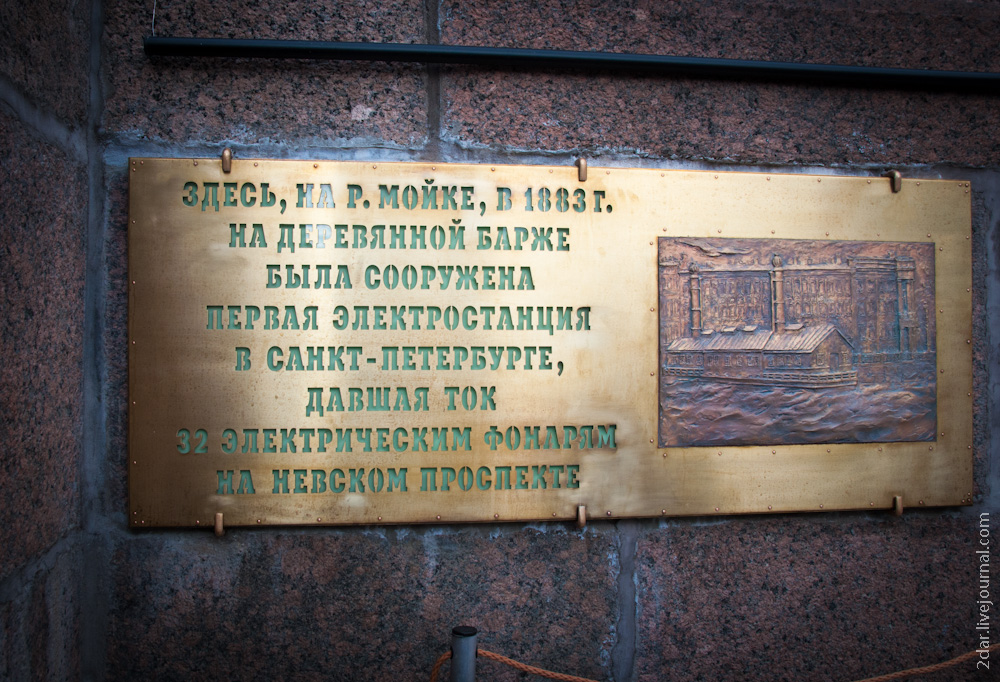 ЗДЕСЬ, НА Р. МОЙКЕ, В 1883 Г.
НА ДЕРЕВЯННОЙ БАРЖЕ
БЫЛА СООРУЖЕНА
ПЕРВАЯ ЭЛЕКТРОСТАНЦИЯ
В САНКТ-ПЕТЕРБУРГЕ,
ДАВШАЯ ТОК
32 ЭЛЕКТРИЧЕСКИМ ФОНАРЯМ
НА НЕВСКОМ ПРОСПЕКТЕ
2dar.livejournal.com